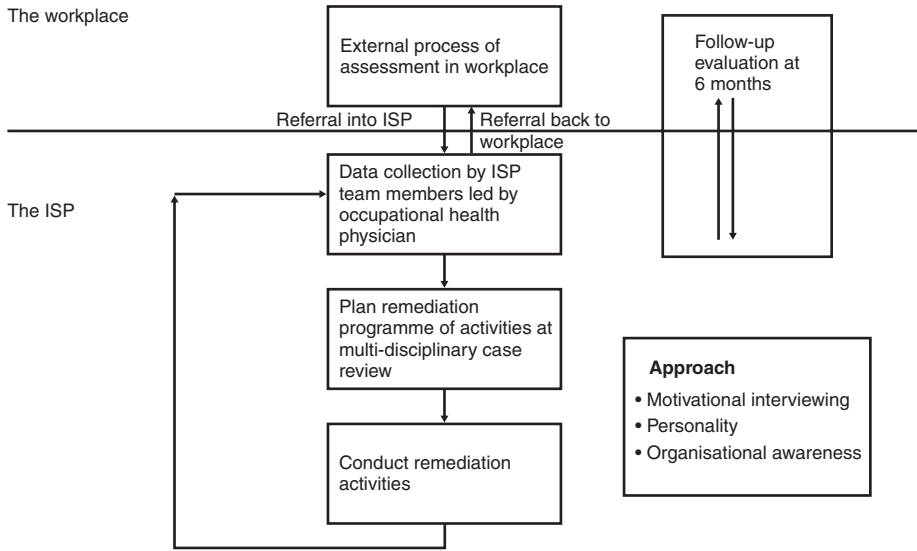 The workplace
External process of
assessment in workplace
Follow-up
evaluation at
6 months
Referral into ISP
Referral back to
workplace
The ISP
Data collection by ISP
team members led by
occupational health
physician
Plan remediation
programme of activities at
multi-disciplinary case
review
Conduct remediation
activities
Approach
• Motivational interviewing
• Personality
• Organisational awareness